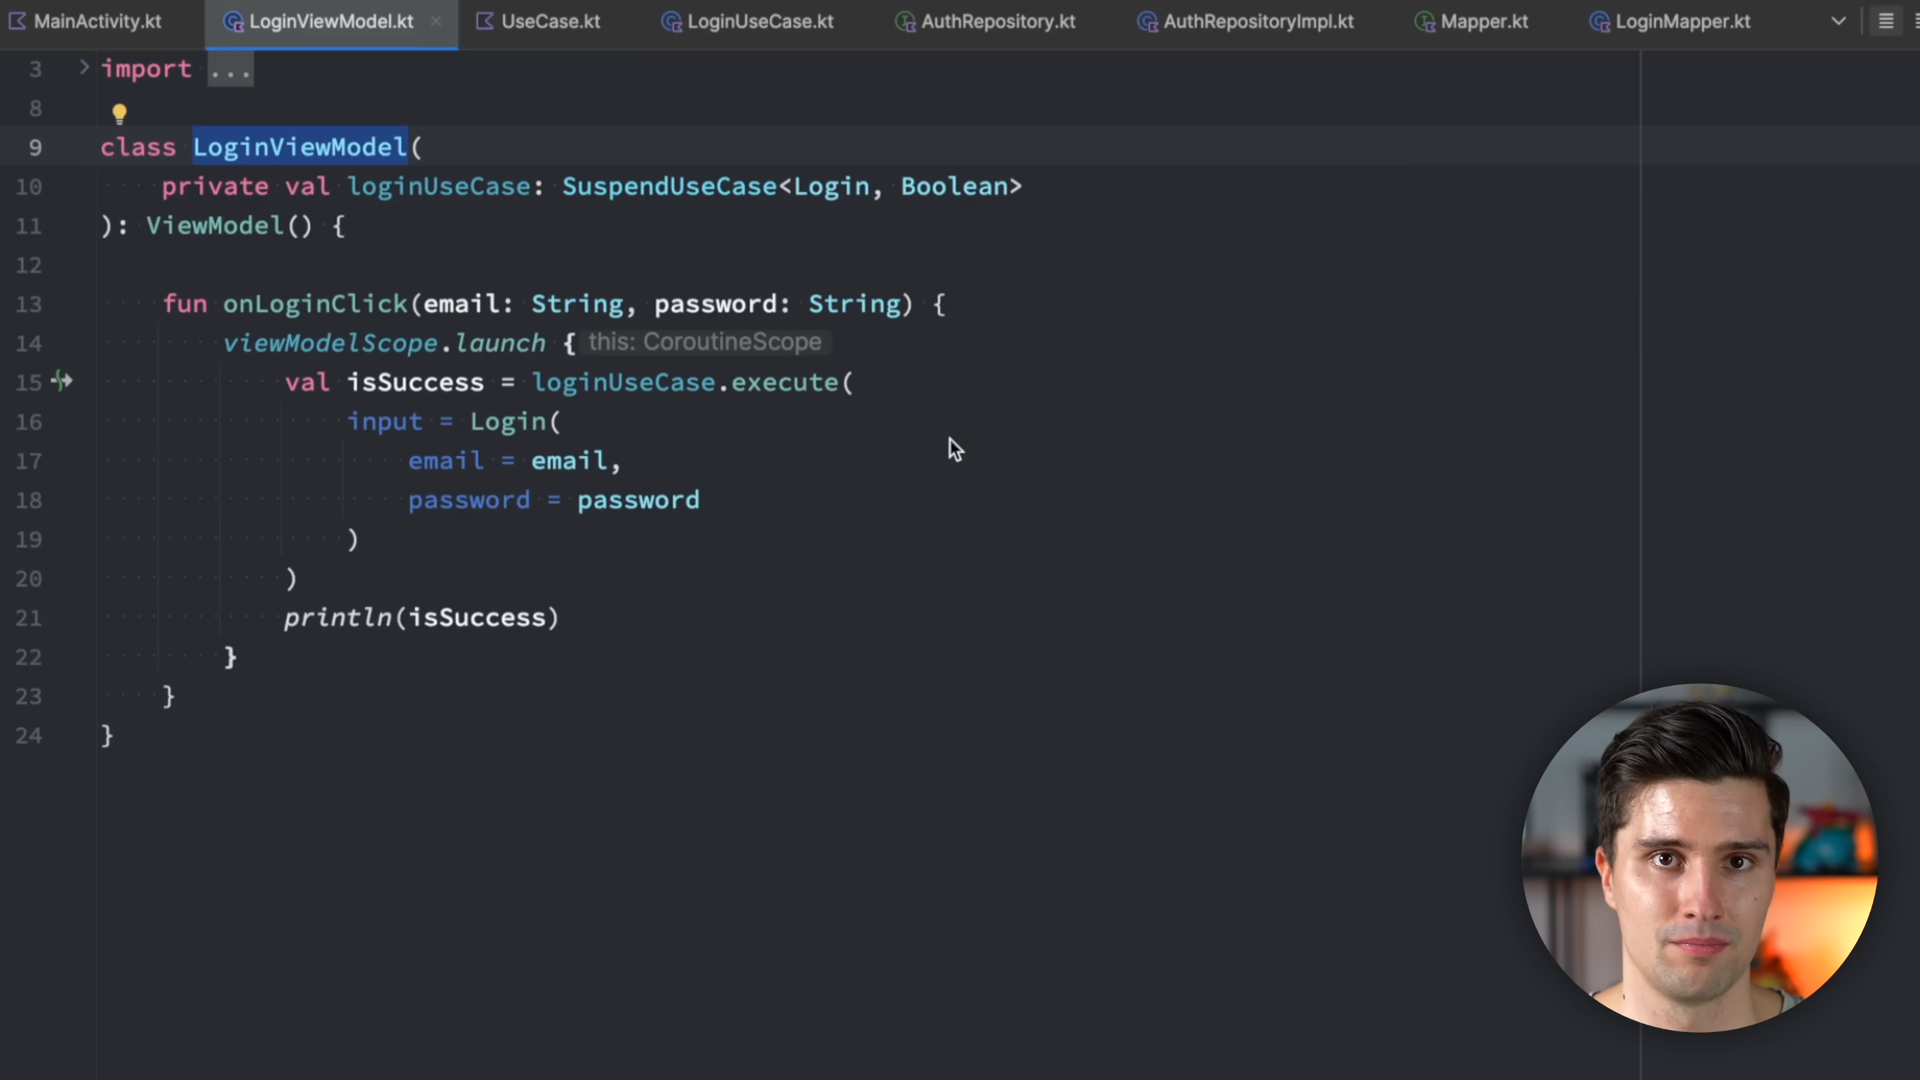 MainActivity.kt LoginViewModel.kt UseCase.kt LoginUseCase.kt AuthRepository.kt AuthRepositoryImpl.kt Mapper.kt LoginMapper.kt
3 import ...
8
9 class LoginViewModel(
10 private val loginUseCase: SuspendUseCase<Login, Boolean>
11 ): ViewModel() {
12
13 fun onLoginClick(email: String, password: String) {
14 viewModelScope.launch { this: CoroutineScope
15 val isSuccess = loginUseCase.execute(
16 input = Login(
17 email = email,
18 password = password
19 )
20 )
21 println(isSuccess)
22 }
23 }
24 }